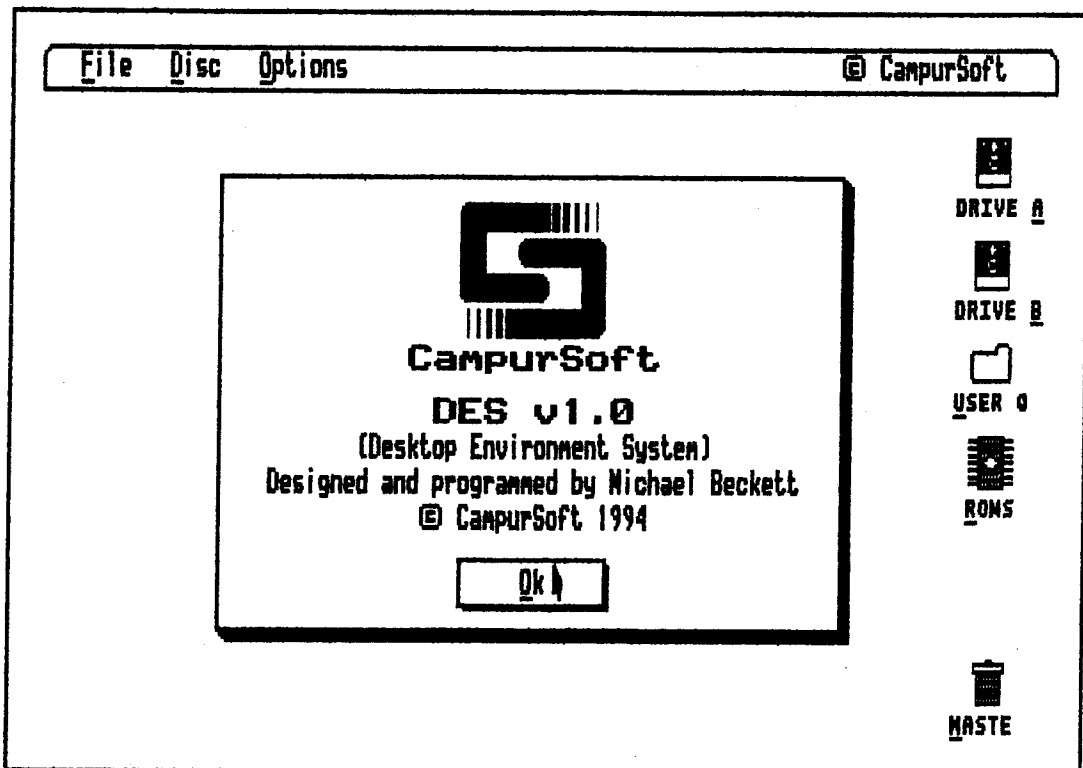 File Disc Options © CampurSoft
DRIVE A
DRIVE B
USER 0
ROMS
WASTE
CampurSoft
DES v1.0
(Desktop Environment System)
Designed and programmed by Michael Beckett
© CampurSoft 1994
Ok